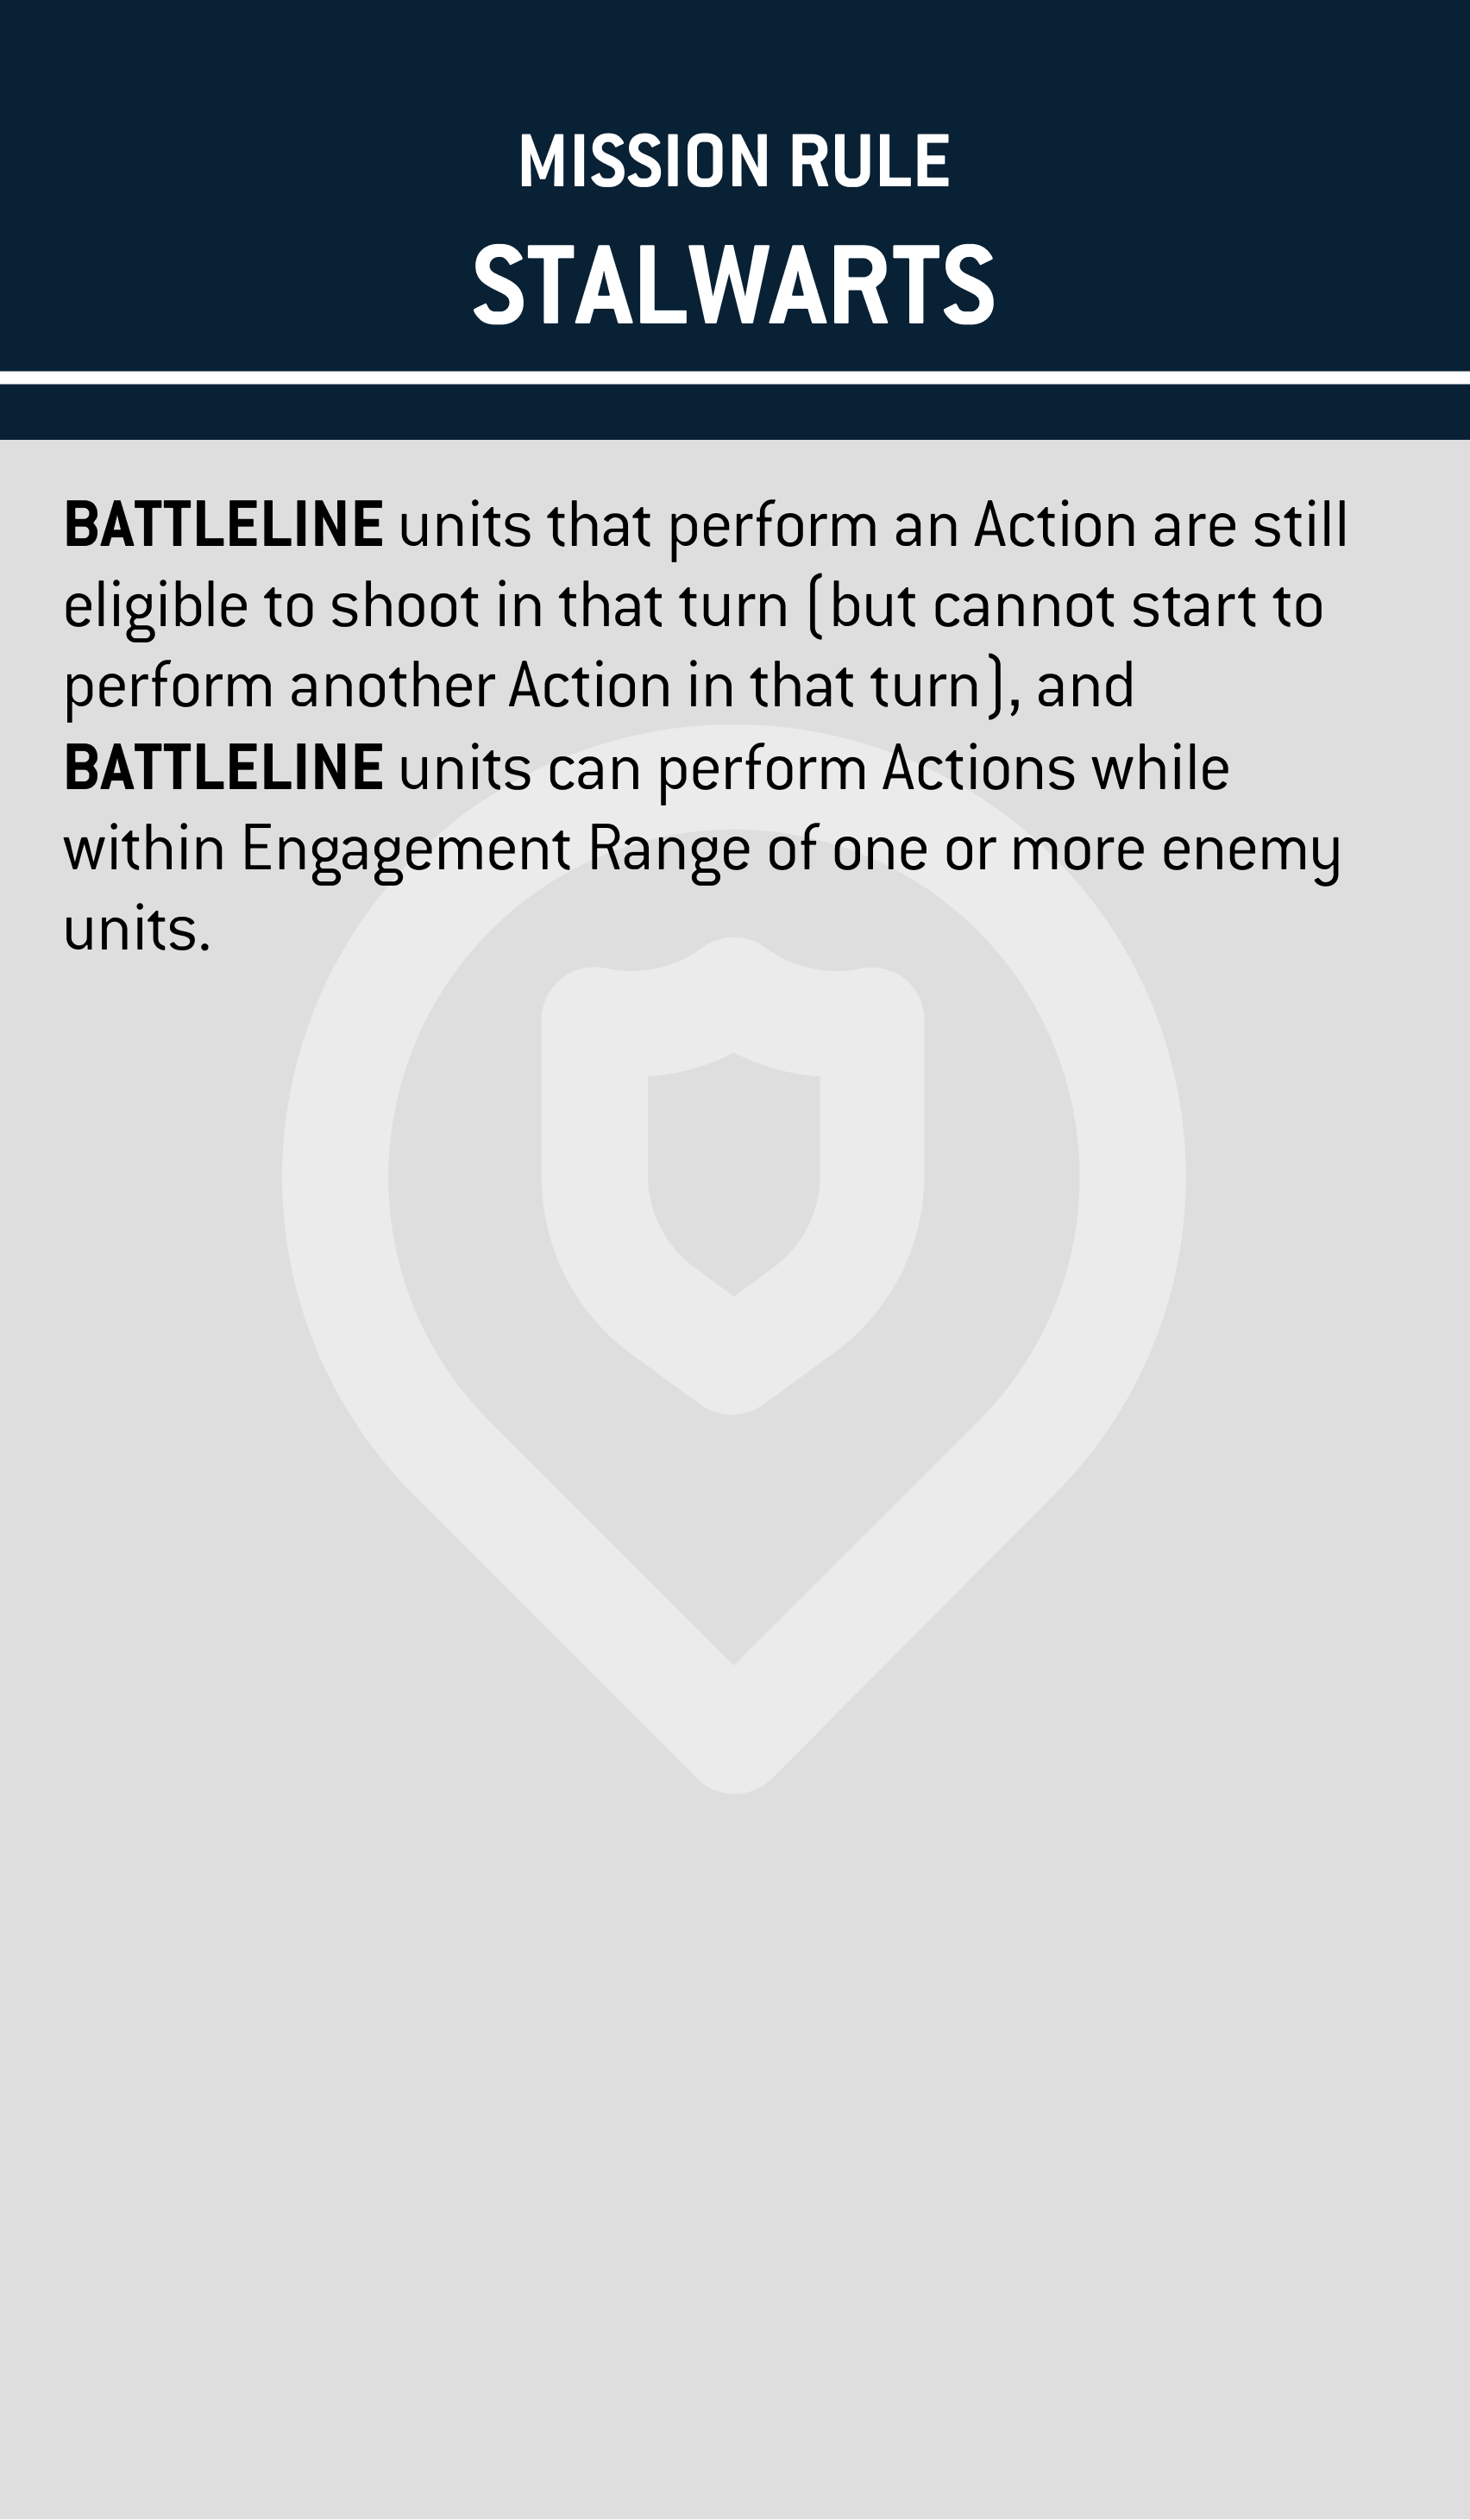 MISSION RULE
STALWARTS
BATTLELINE units that perform an Action are still
eligible to shoot in that turn (but cannot start to
perform another Action in that turn), and
BATTLELINE units can perform Actions while
within Engagement Range of one or more enemy
units.